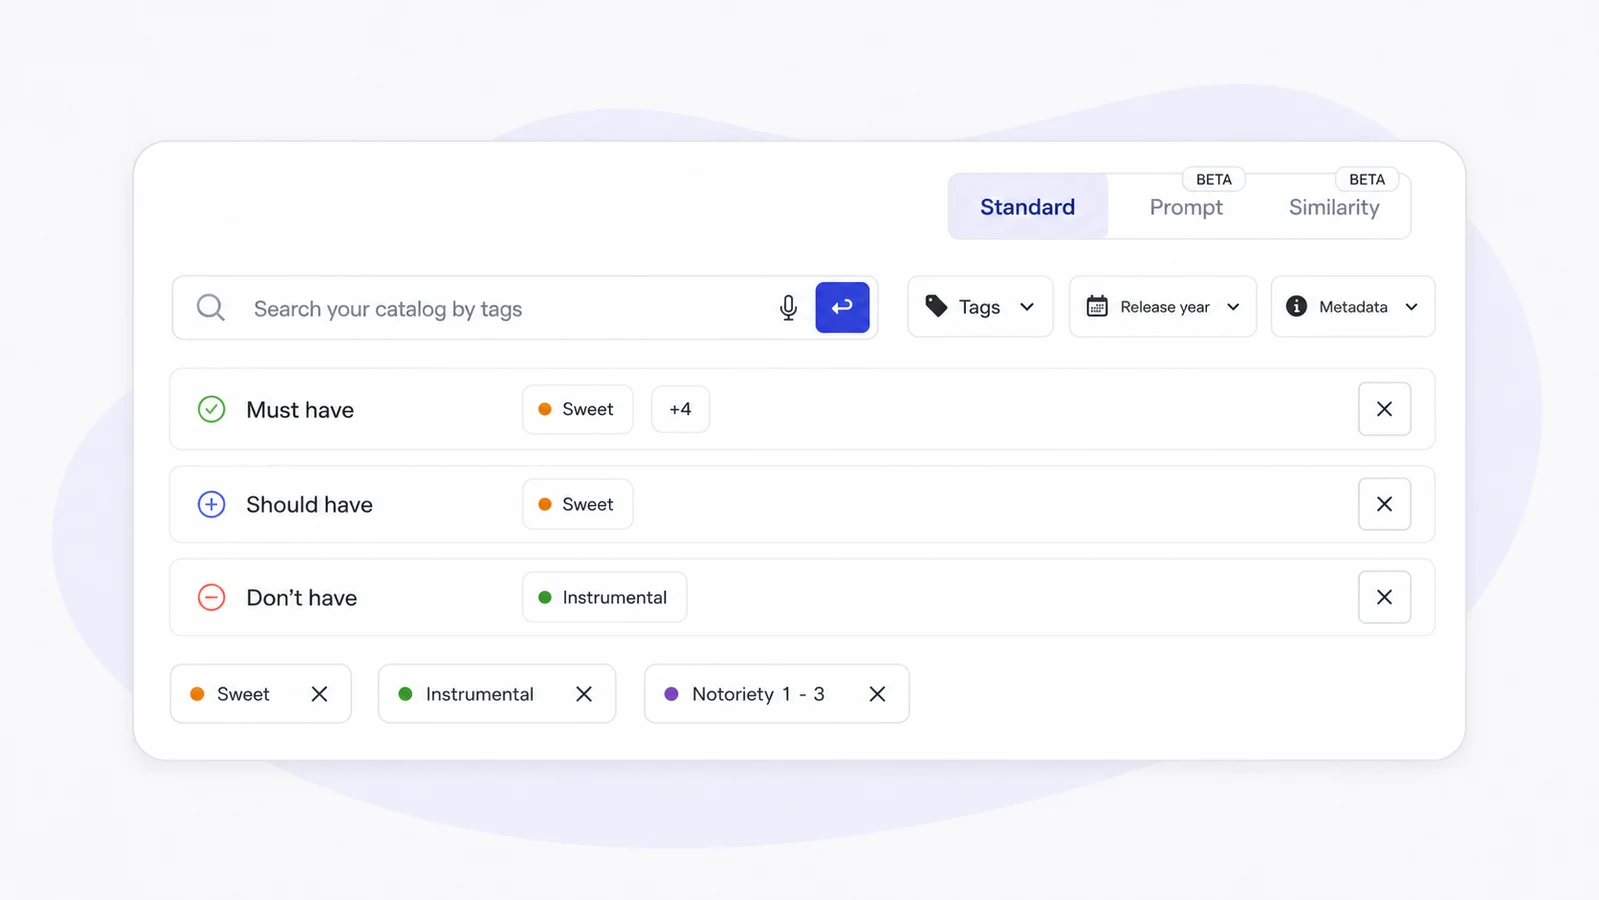 BETA BETA
Standard Prompt Similarity
Search your catalog by tags Tags Release year Metadata
Must have Sweet +4
Should have Sweet
Don’t have Instrumental
Sweet Instrumental Notoriety 1 - 3